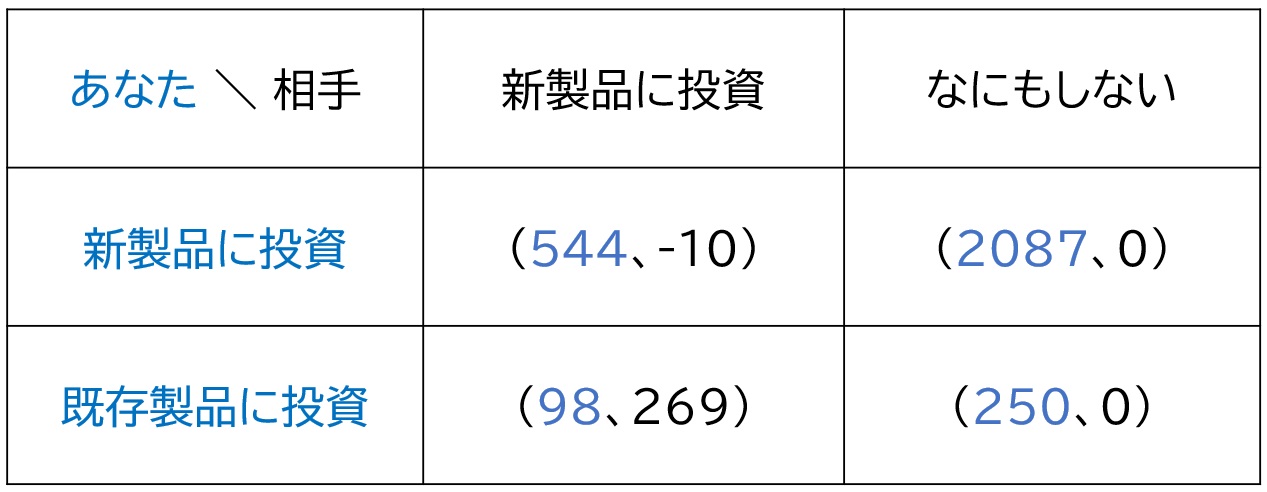 あなた ＼ 相手 新製品に投資 なにもしない
新製品に投資 （544、-10） （2087、0）
既存製品に投資 （98、269） （250、0）